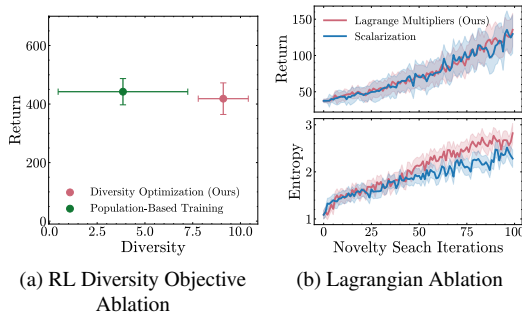 600
400
200
0
Return
0.0 2.5 5.0 7.5 10.0
Diversity
Diversity Optimization (Ours)
Population-Based Training
(a) RL Diversity Objective
Ablation
150
100
50
Return
Lagrange Multipliers (Ours)
Scalarization
3
2
1
Entropy
0 25 50 75 100
Novelty Seach Iterations
(b) Lagrangian Ablation